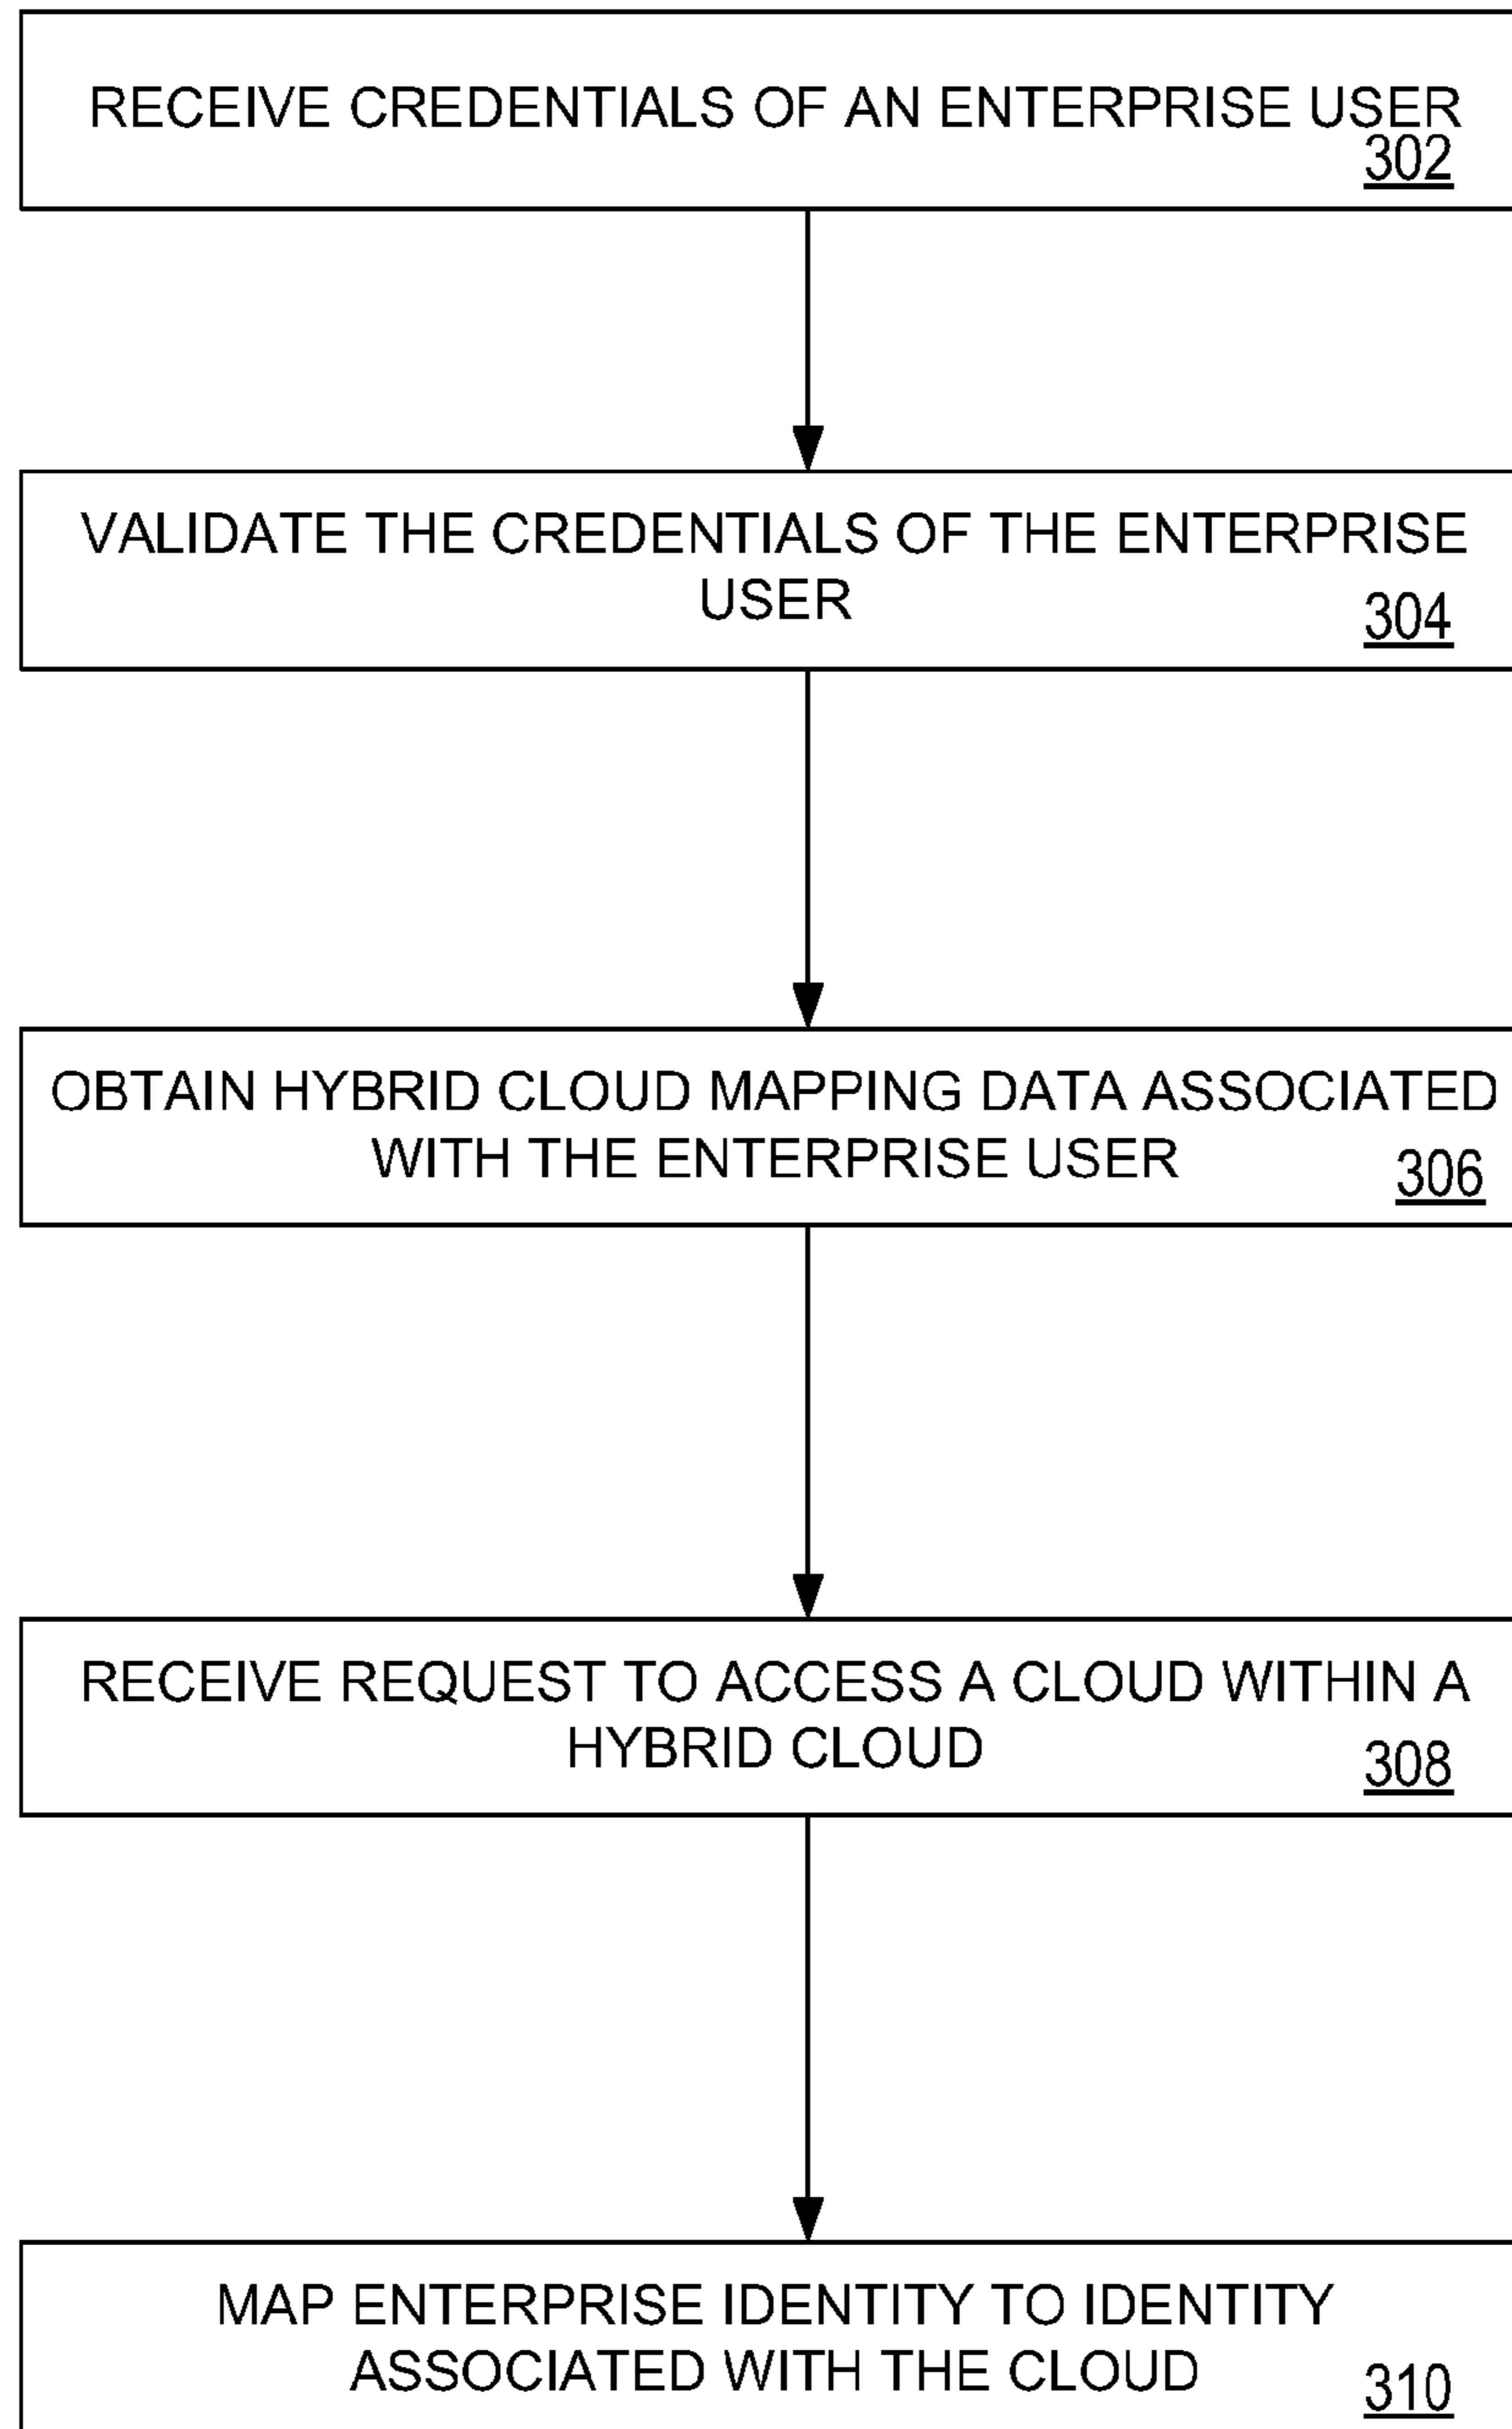 RECEIVE CREDENTIALS OF AN ENTERPRISE USER
302
VALIDATE THE CREDENTIALS OF THE ENTERPRISE
USER
304
OBTAIN HYBRID CLOUD MAPPING DATA ASSOCIATED
WITH THE ENTERPRISE USER
306
RECEIVE REQUEST TO ACCESS A CLOUD WITHIN A
HYBRID CLOUD
308
MAP ENTERPRISE IDENTITY TO IDENTITY
ASSOCIATED WITH THE CLOUD
310